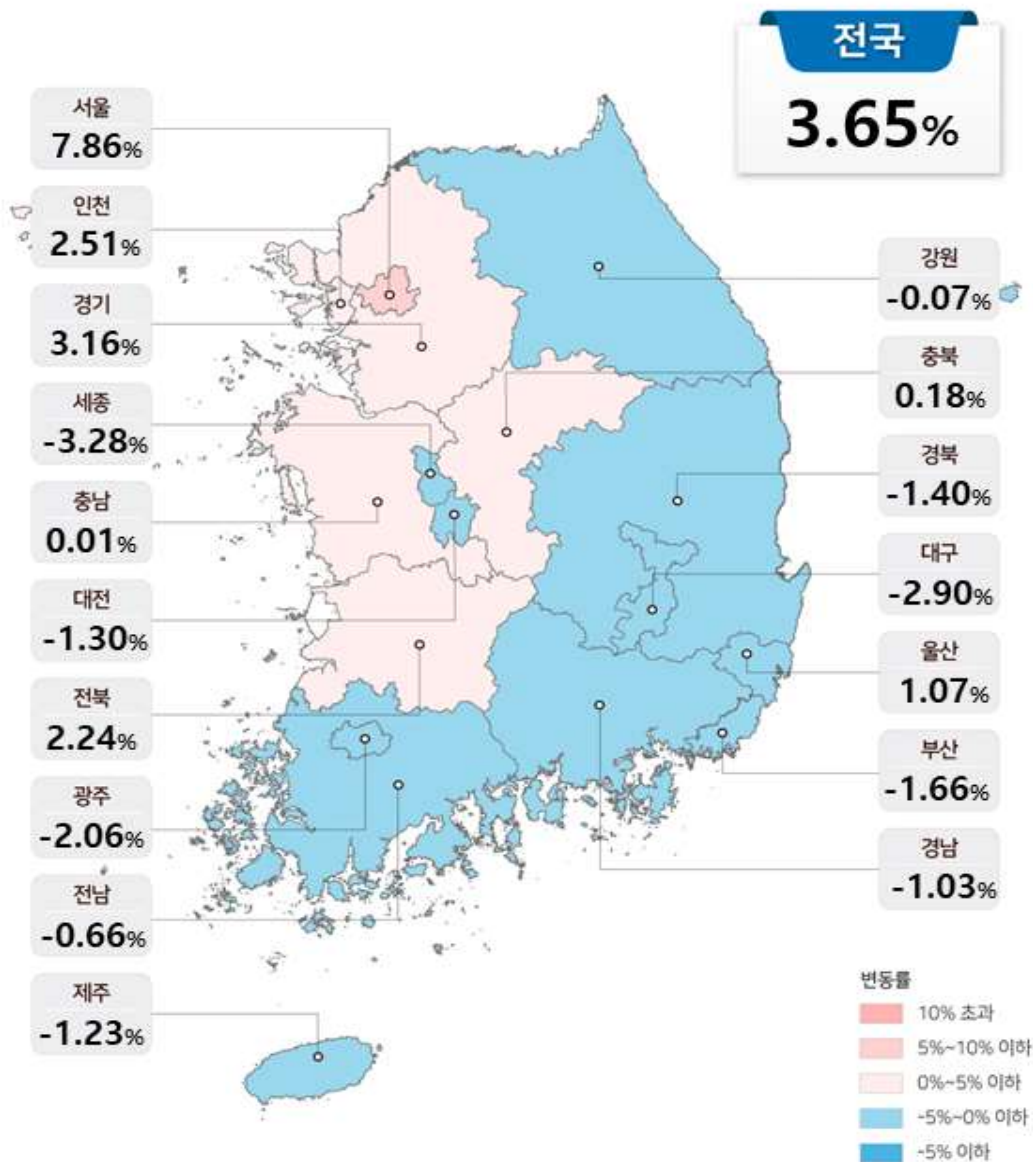 전국
3.65%
서울
7.86%
인천
2.51%
경기
3.16%
세종
-3.28%
충남
0.01%
대전
-1.30%
전북
2.24%
광주
-2.06%
전남
-0.66%
제주
-1.23%
강원
-0.07%
충북
0.18%
경북
-1.40%
대구
-2.90%
울산
1.07%
부산
-1.66%
경남
-1.03%
변동률
10% 초과
5%~10% 이하
0%~5% 이하
-5%~0% 이하
-5% 이하